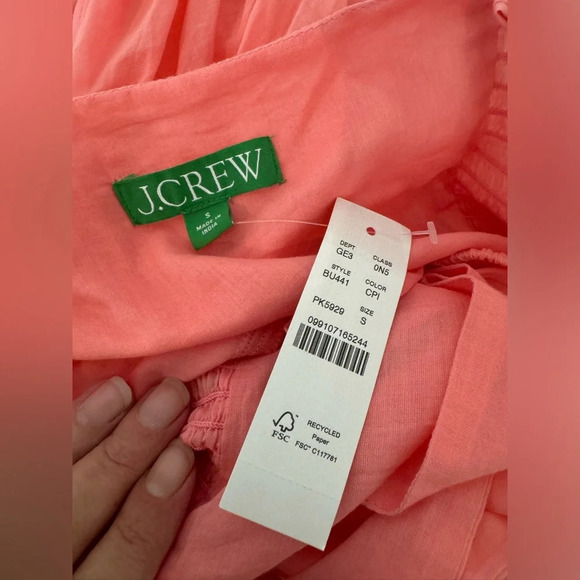 J.CREW
S
MADE IN
INDIA
DEPT CLASS
GE3 0N5
STYLE COLOR
BU441 CPI
SIZE
PK5929 S
099107165244
FSC
RECYCLED
Paper
FSC™ C117781